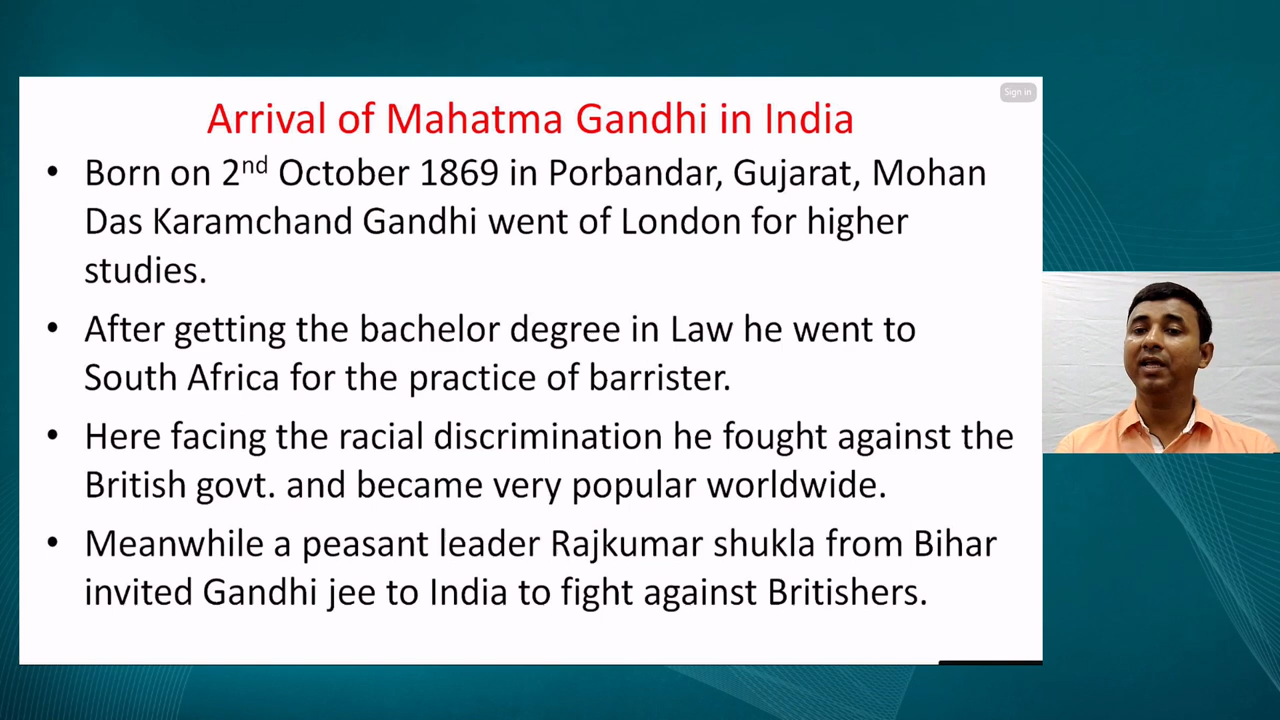 Sign in
Arrival of Mahatma Gandhi in India
• Born on 2nd October 1869 in Porbandar, Gujarat, Mohan
Das Karamchand Gandhi went of London for higher
studies.
• After getting the bachelor degree in Law he went to
South Africa for the practice of barrister.
• Here facing the racial discrimination he fought against the
British govt. and became very popular worldwide.
• Meanwhile a peasant leader Rajkumar shukla from Bihar
invited Gandhi jee to India to fight against Britishers.